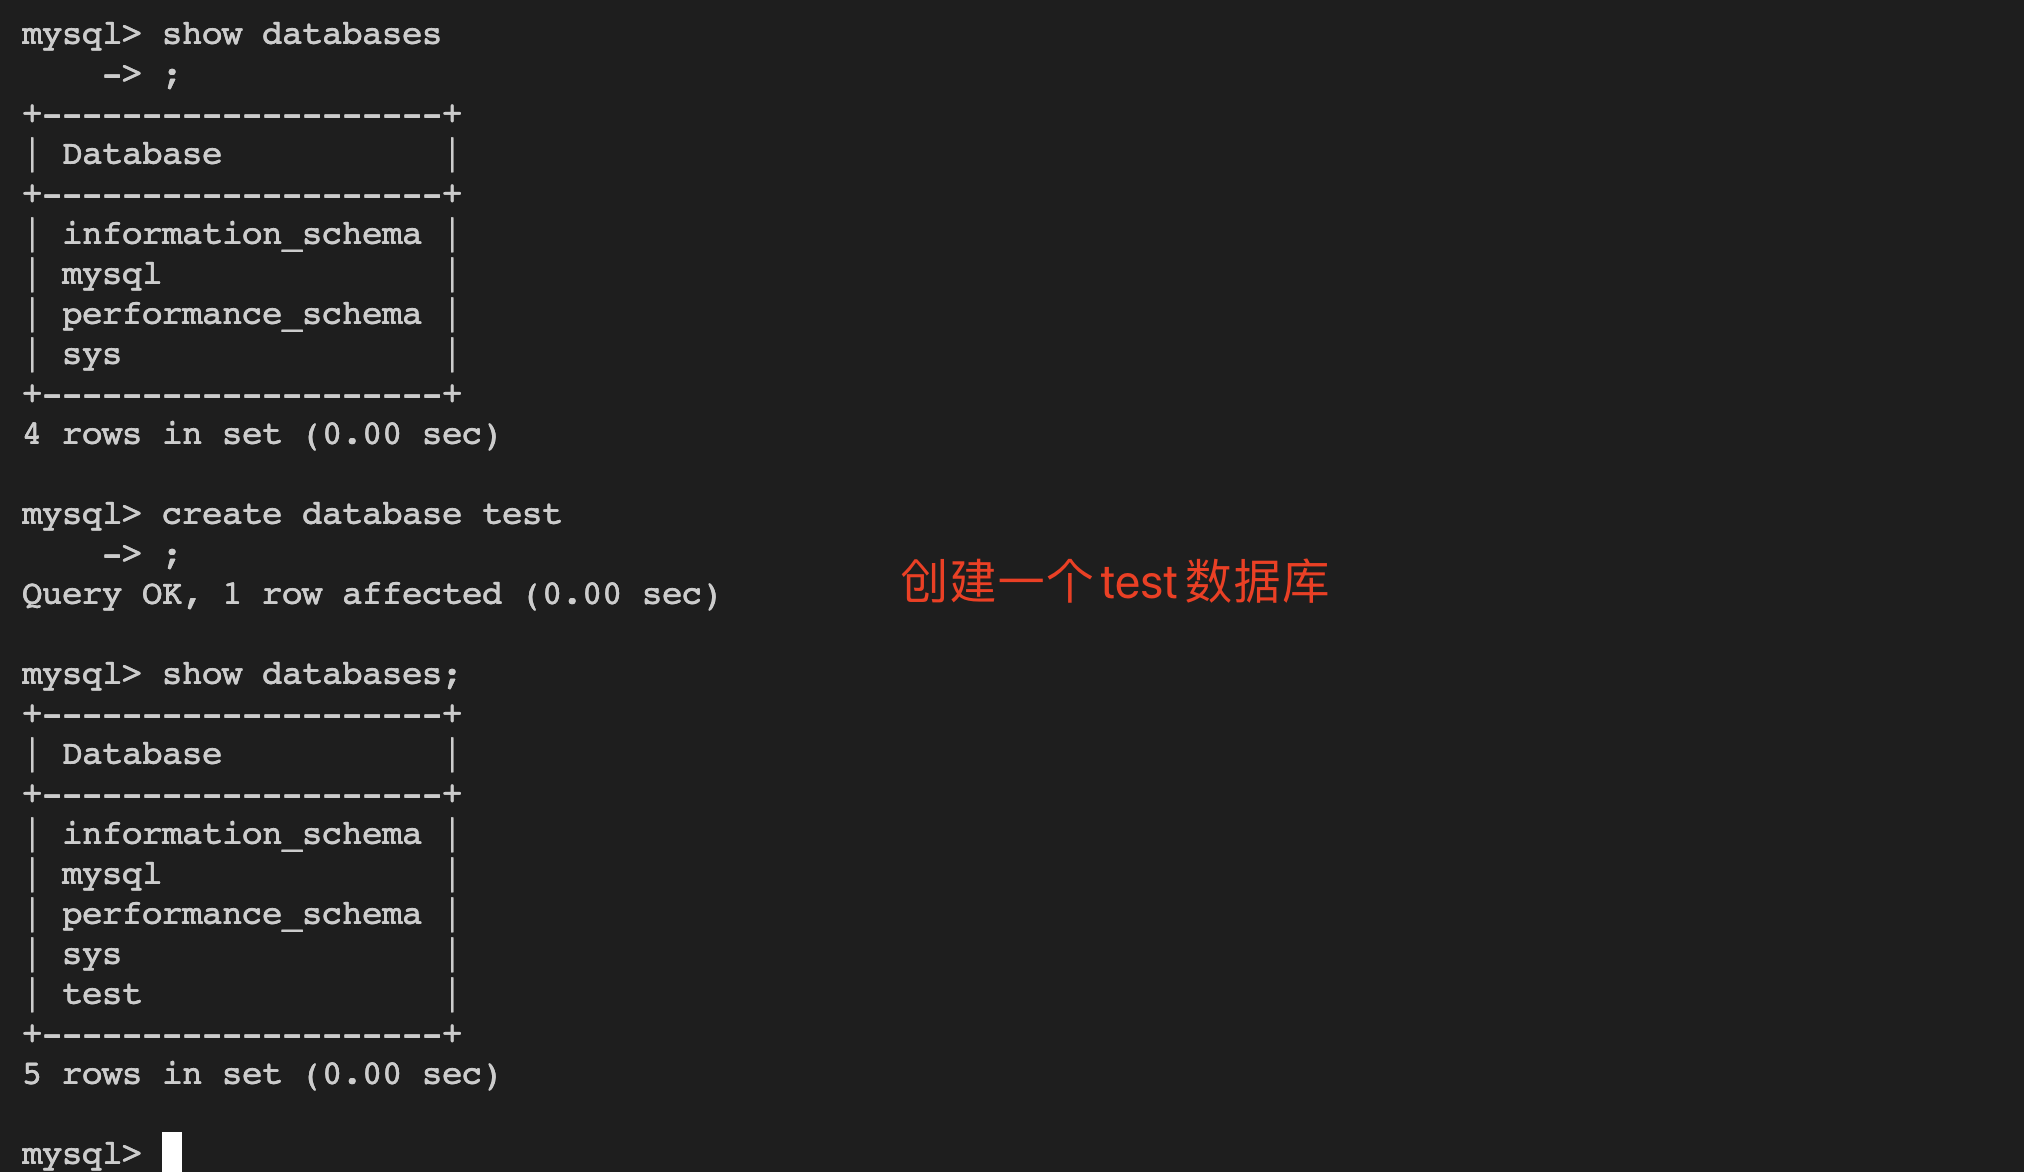 mysql> show databases
    -> ;
+--------------------+
| Database           |
+--------------------+
| information_schema |
| mysql              |
| performance_schema |
| sys                |
+--------------------+
4 rows in set (0.00 sec)
mysql> create database test
    -> ;
Query OK, 1 row affected (0.00 sec)
创建一个test数据库
mysql> show databases;
+--------------------+
| Database           |
+--------------------+
| information_schema |
| mysql              |
| performance_schema |
| sys                |
| test               |
+--------------------+
5 rows in set (0.00 sec)
mysql>